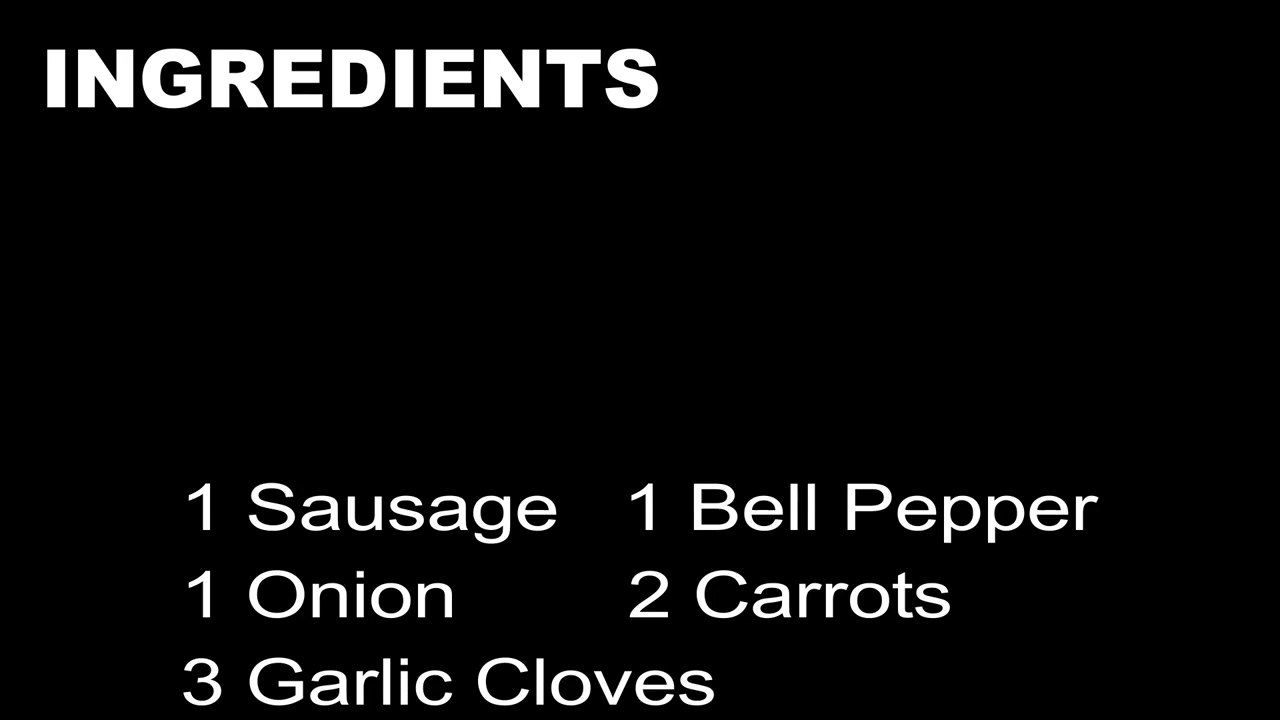 INGREDIENTS
1 Sausage 1 Bell Pepper
1 Onion 2 Carrots
3 Garlic Cloves